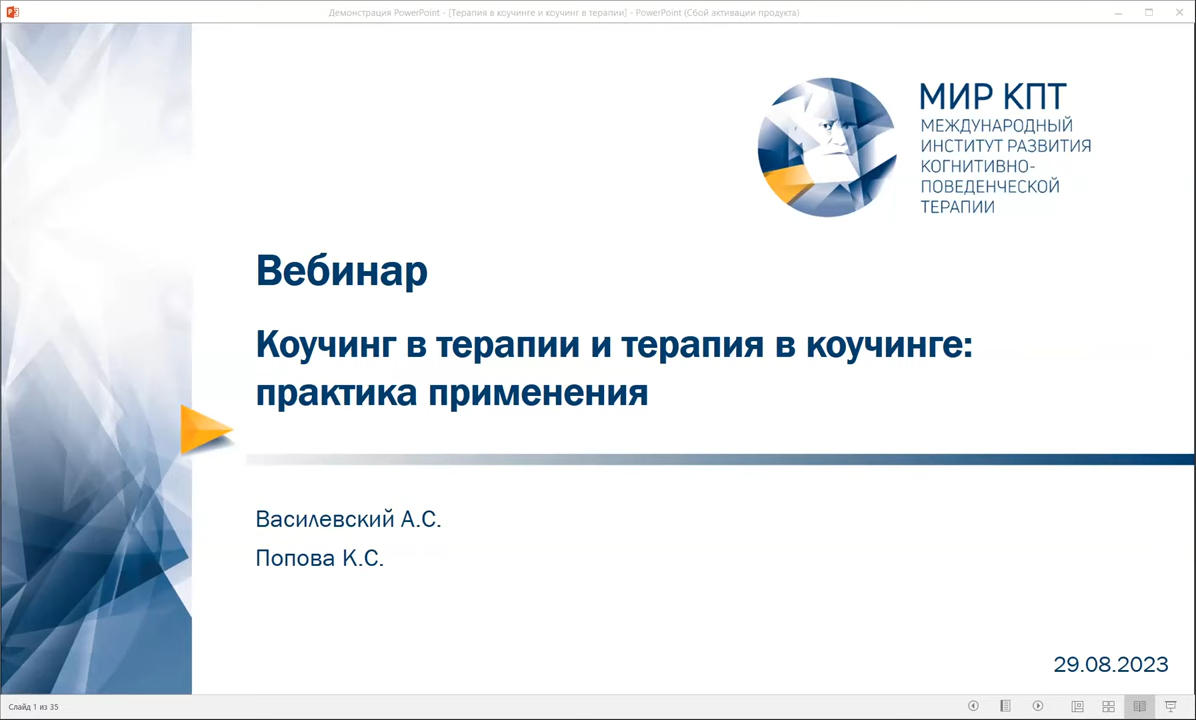 Демонстрация PowerPoint - [Терапия в коучинге и коучинг в терапии] - PowerPoint (Сбой активации продукта)
МИР КПТ
МЕЖДУНАРОДНЫЙ
ИНСТИТУТ РАЗВИТИЯ
КОГНИТИВНО-
ПОВЕДЕНЧЕСКОЙ
ТЕРАПИИ
Вебинар
Коучинг в терапии и терапия в коучинге:
практика применения
Василевский А.С.
Попова К.С.
29.08.2023
Слайд 1 из 35